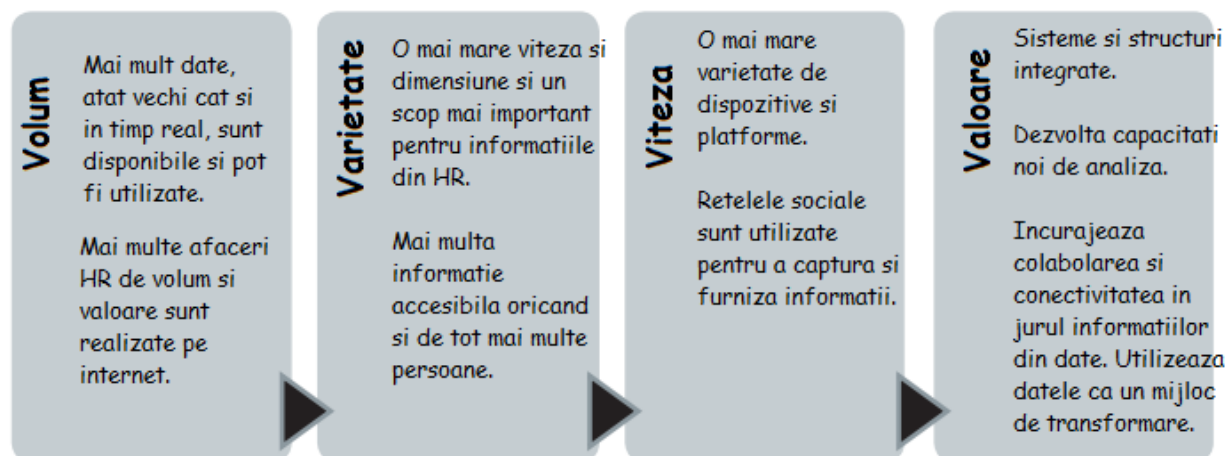 Volum
Mai mult date,
atat vechi cat si
in timp real, sunt
disponibile si pot
fi utilizate.
Mai multe afaceri
HR de volum si
valoare sunt
realizate pe
internet.
Varietate
O mai mare viteza si
dimensiune si un
scop mai important
pentru informatiile
din HR.
Mai multa
informatie
accesibila oricand
si de tot mai multe
persoane.
Viteza
O mai mare
varietate de
dispozitive si
platforme.
Retelele sociale
sunt utilizate
pentru a captura si
furniza informatii.
Valoare
Sisteme si structuri
integrate.
Dezvolta capacitati
noi de analiza.
Incurajeaza
colabolarea si
conectivitatea in
jurul informatiilor
din date. Utilizeaza
datele ca un mijloc
de transformare.